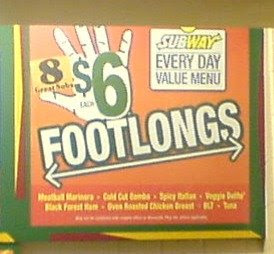 SUBWAY
EVERY DAY
VALUE MENU
8
Great Subs
$6
EACH
FOOTLONGS
Meatball Marinara • Cold Cut Combo • Spicy Italian • Veggie Delite
Black Forest Ham • Oven Roasted Chicken Breast • BLT • Tuna